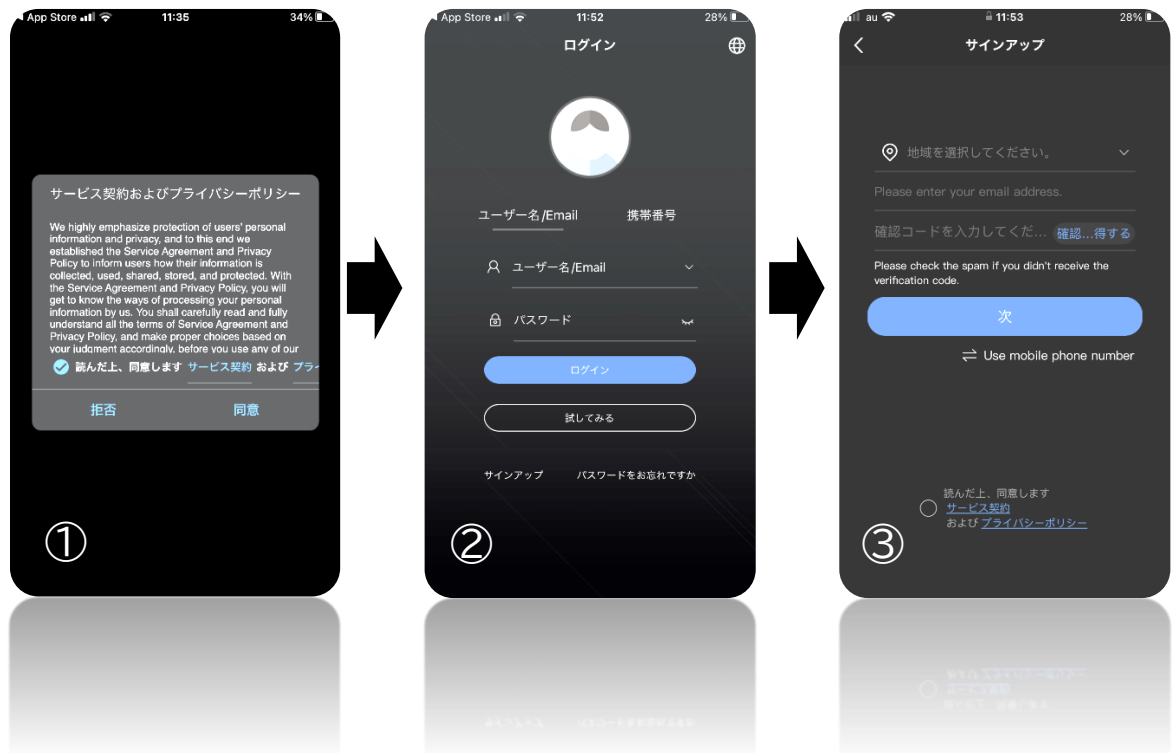 App Store 11:35 34%
サービス契約およびプライバシーポリシー
We highly emphasize protection of users' personal
information and privacy, and to this end we
established the Service Agreement and Privacy
Policy to inform users how their information is
collected, used, shared, stored, and protected. With
the Service Agreement and Privacy Policy, you will
get to know the ways of processing your personal
information by us. You shall carefully read and fully
understand all the terms of Service Agreement and
Privacy Policy, and make proper choices based on
your judgment accordingly, before you use any of our
読んだ上、同意します サービス契約 および プライ
拒否 同意
①
App Store 11:52 28%
ログイン
ユーザー名/Email 携帯番号
ユーザー名/Email
パスワード
ログイン
試してみる
サインアップ パスワードをお忘れですか
②
au 11:53 28%
サインアップ
地域を選択してください。
Please enter your email address.
確認コードを入力してくだ... 確認...得する
Please check the spam if you didn't receive the
verification code.
次
Use mobile phone number
読んだ上、同意します
サービス契約
および プライバシーポリシー
③